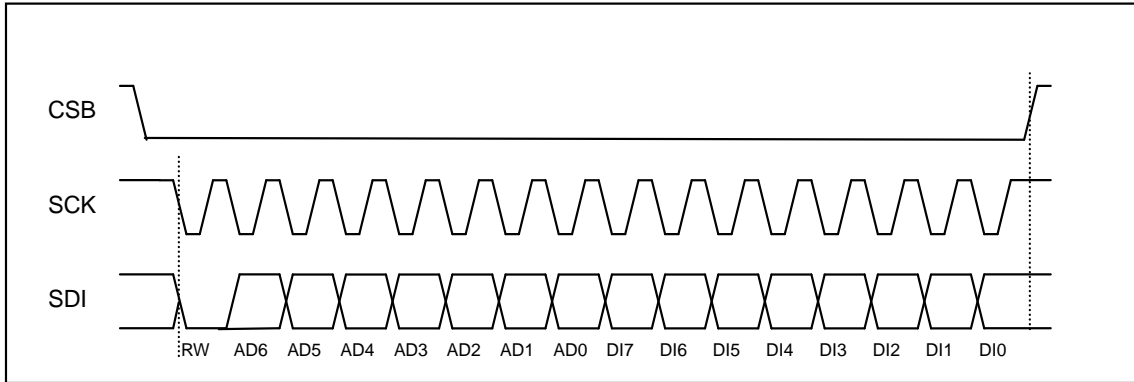 CSB
SCK
SDI
RW AD6 AD5 AD4 AD3 AD2 AD1 AD0 DI7 DI6 DI5 DI4 DI3 DI2 DI1 DI0